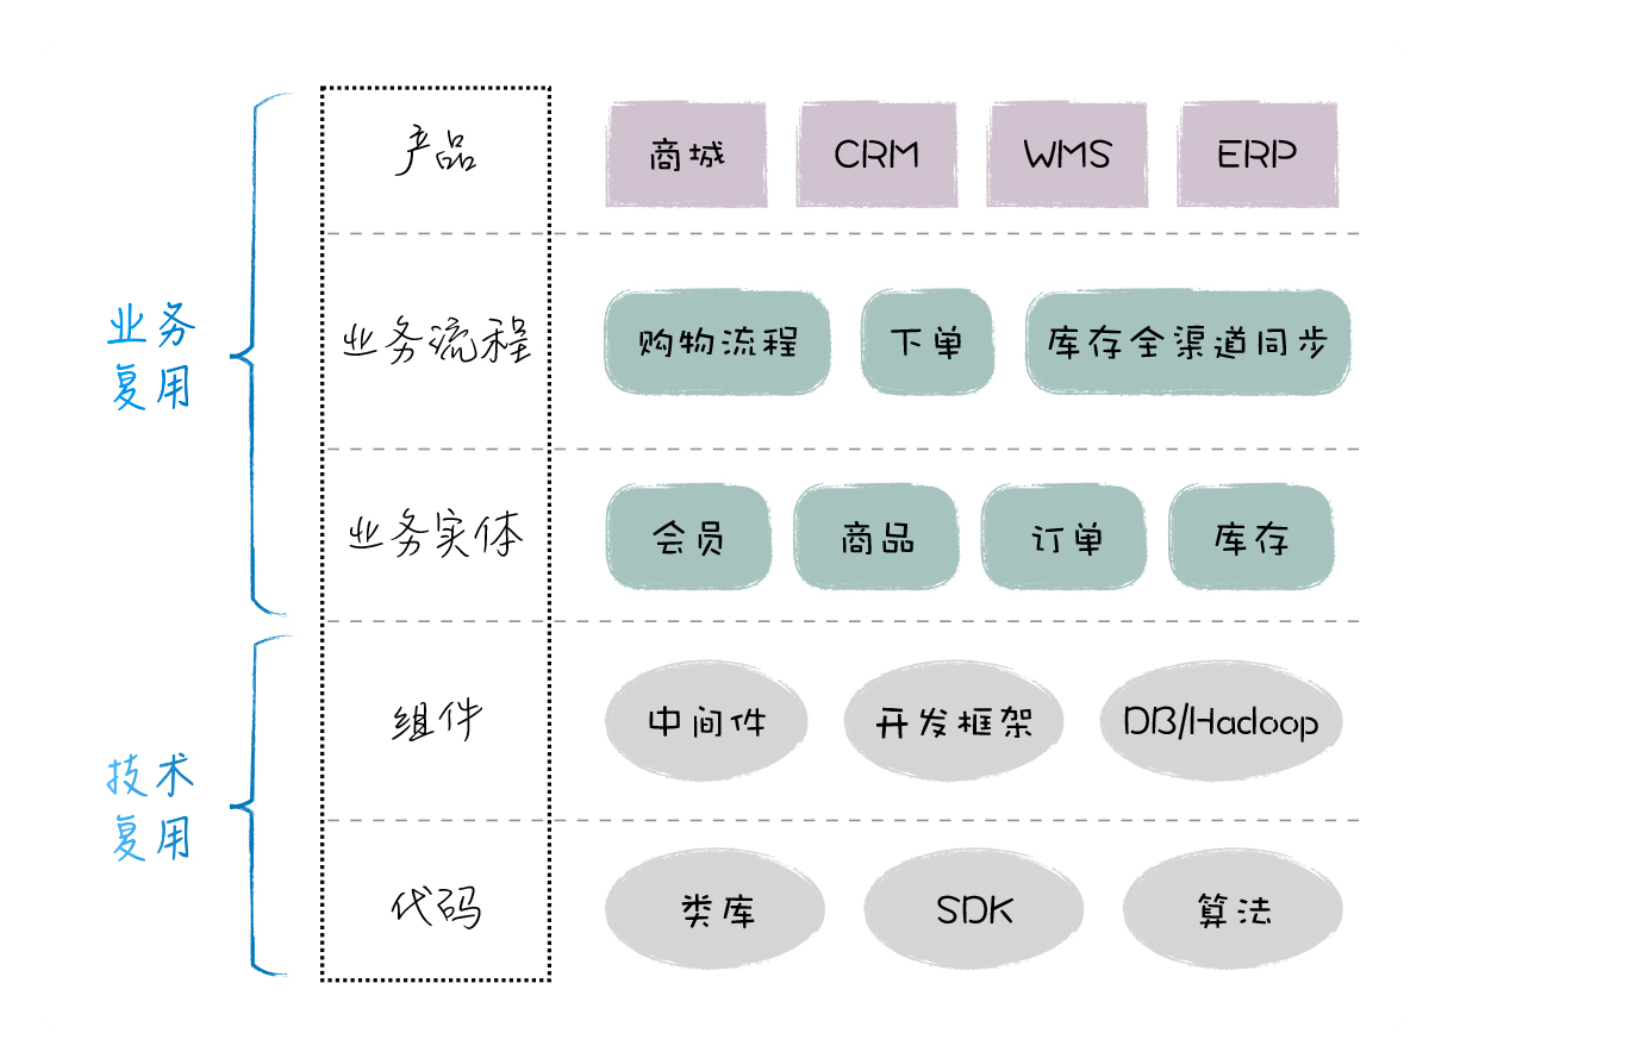 产品
商城
CRM
WMS
ERP
业务
复用
业务流程
购物流程
下单
库存全渠道同步
业务实体
会员
商品
订单
库存
技术
复用
组件
中间件
开发框架
DB/Hadoop
代码
类库
SDK
算法